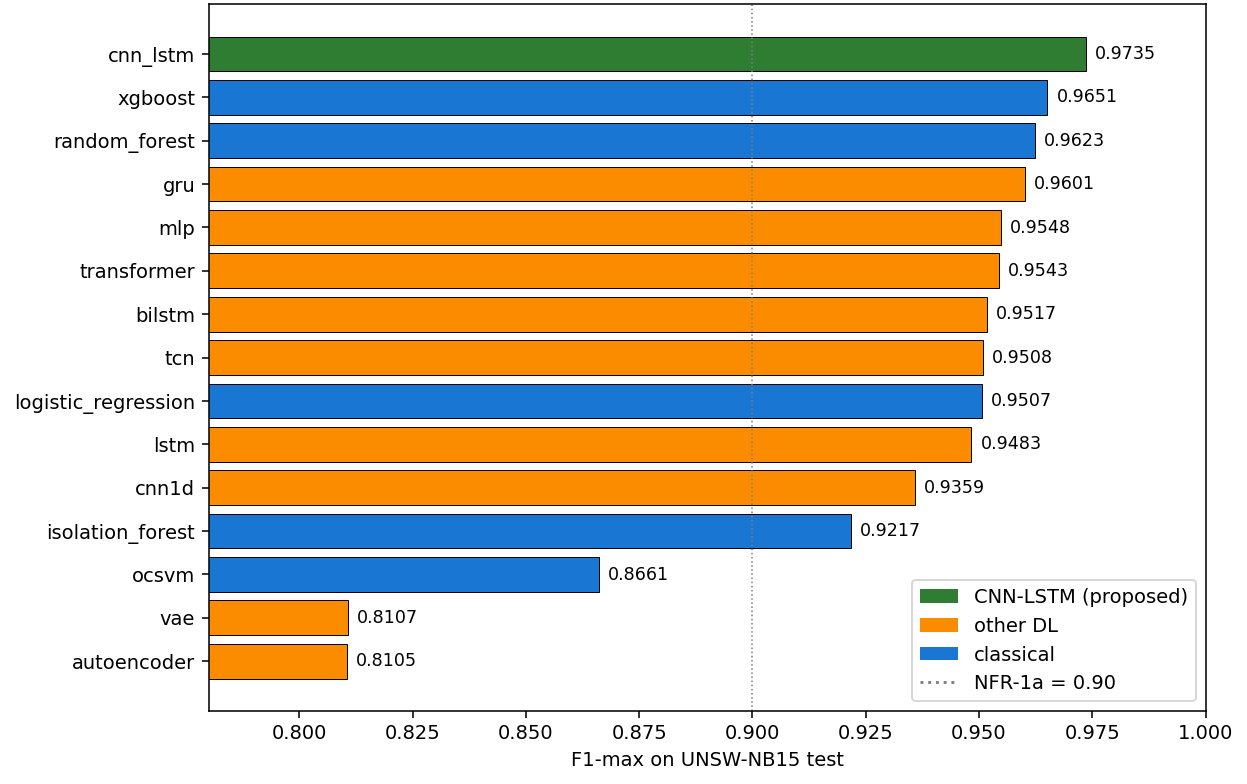 cnn_lstm 0.9735
xgboost 0.9651
random_forest 0.9623
gru 0.9601
mlp 0.9548
transformer 0.9543
bilstm 0.9517
tcn 0.9508
logistic_regression 0.9507
lstm 0.9483
cnn1d 0.9359
isolation_forest 0.9217
ocsvm 0.8661
vae 0.8107
autoencoder 0.8105
CNN-LSTM (proposed)
other DL
classical
NFR-1a = 0.90
0.800 0.825 0.850 0.875 0.900 0.925 0.950 0.975 1.000
F1-max on UNSW-NB15 test